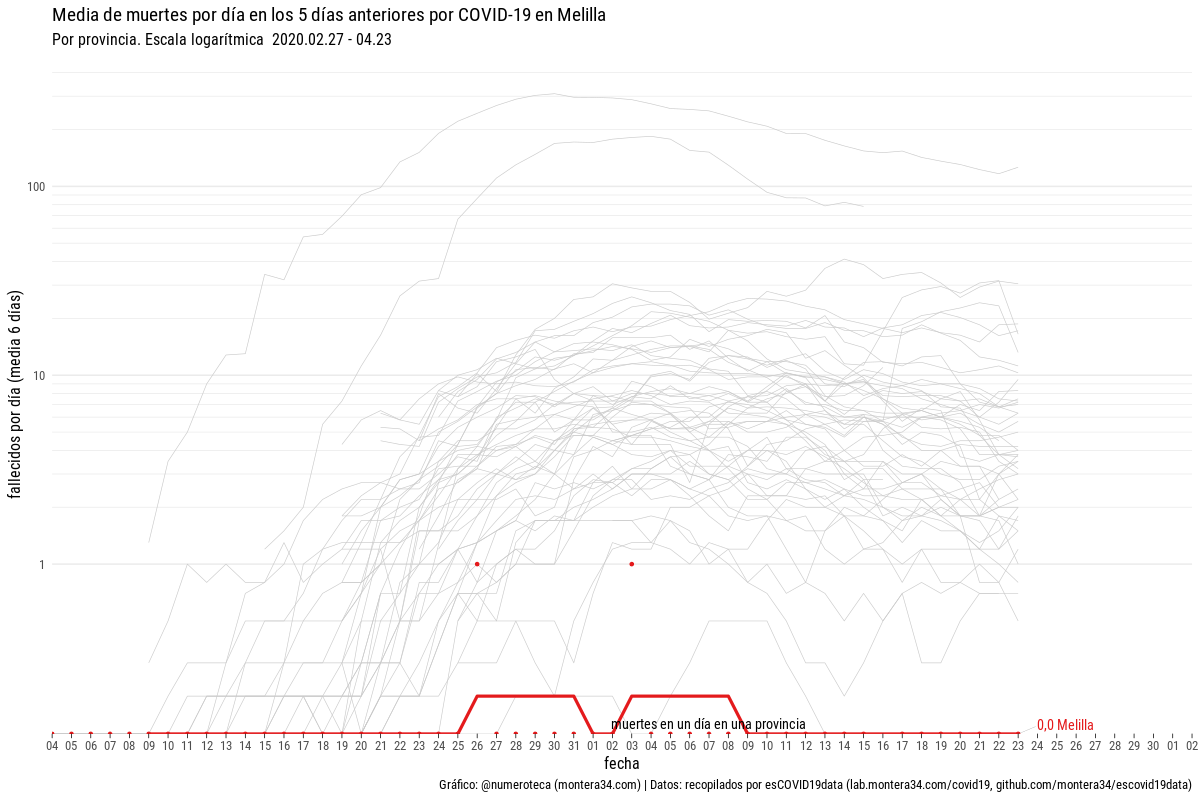 Media de muertes por día en los 5 días anteriores por COVID-19 en Melilla
Por provincia. Escala logarítmica 2020.02.27 - 04.23
fallecidos por día (media 6 días)
100
10
1
muertes en un día en una provincia
0,0 Melilla
04 05 06 07 08 09 10 11 12 13 14 15 16 17 18 19 20 21 22 23 24 25 26 27 28 29 30 31 01 02 03 04 05 06 07 08 09 10 11 12 13 14 15 16 17 18 19 20 21 22 23 24 25 26 27 28 29 30 01 02
fecha
Gráfico: @numeroteca (montera34.com) | Datos: recopilados por esCOVID19data (lab.montera34.com/covid19, github.com/montera34/escovid19data)